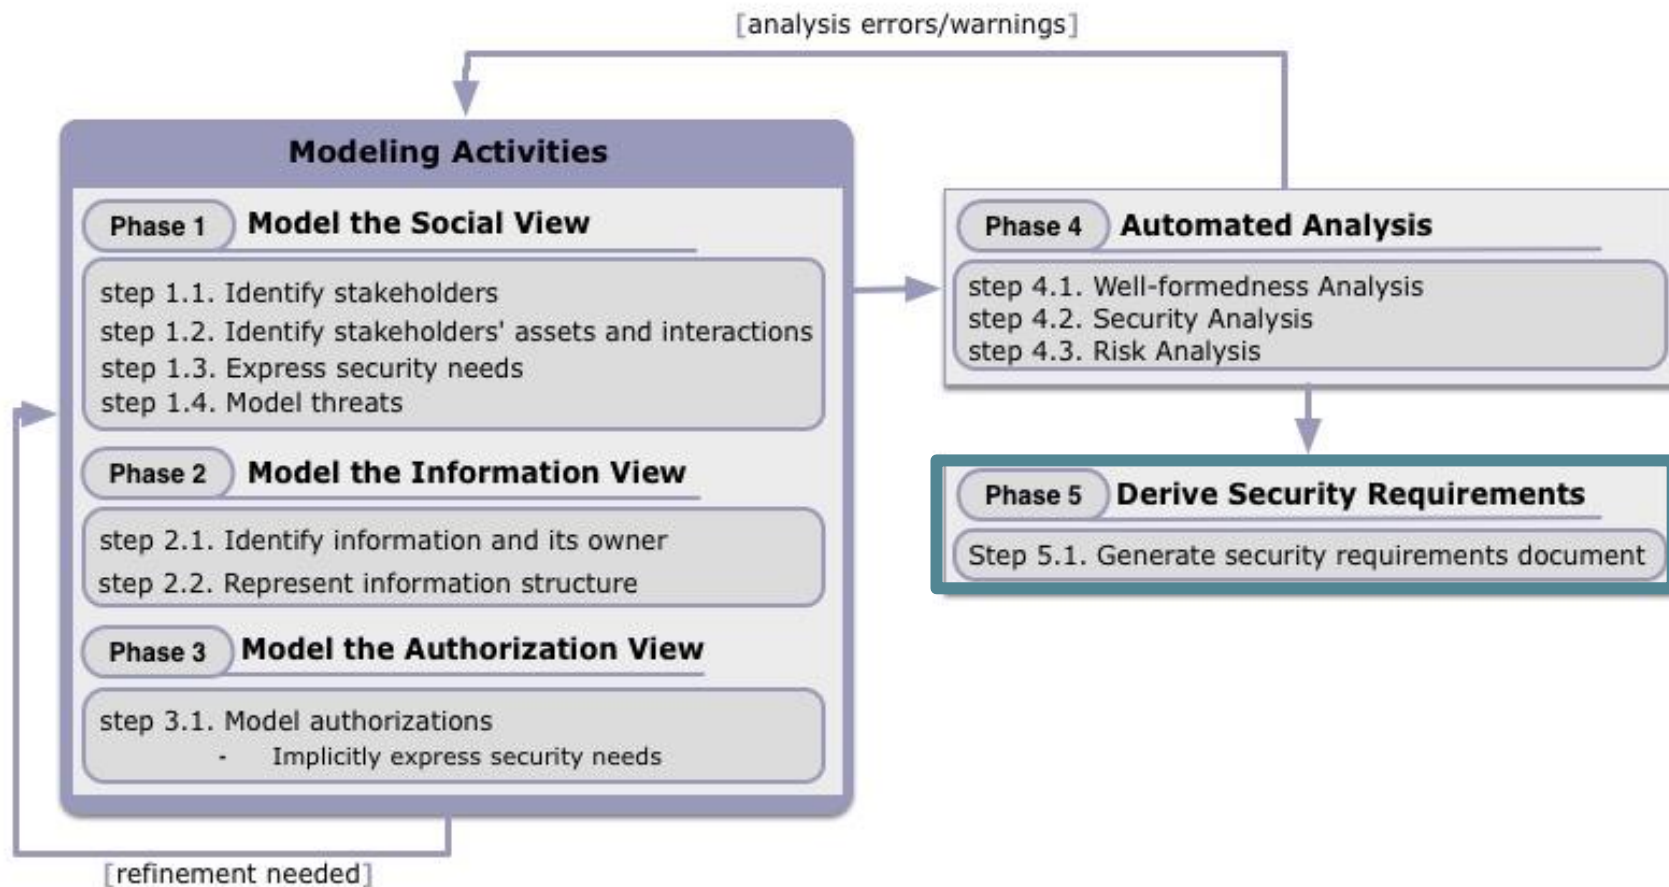 [analysis errors/warnings]
Modeling Activities
Phase 1 Model the Social View
step 1.1. Identify stakeholders
step 1.2. Identify stakeholders' assets and interactions
step 1.3. Express security needs
step 1.4. Model threats
Phase 2 Model the Information View
step 2.1. Identify information and its owner
step 2.2. Represent information structure
Phase 3 Model the Authorization View
step 3.1. Model authorizations
- Implicitly express security needs
[refinement needed]
Phase 4 Automated Analysis
step 4.1. Well-formedness Analysis
step 4.2. Security Analysis
step 4.3. Risk Analysis
Phase 5 Derive Security Requirements
Step 5.1. Generate security requirements document